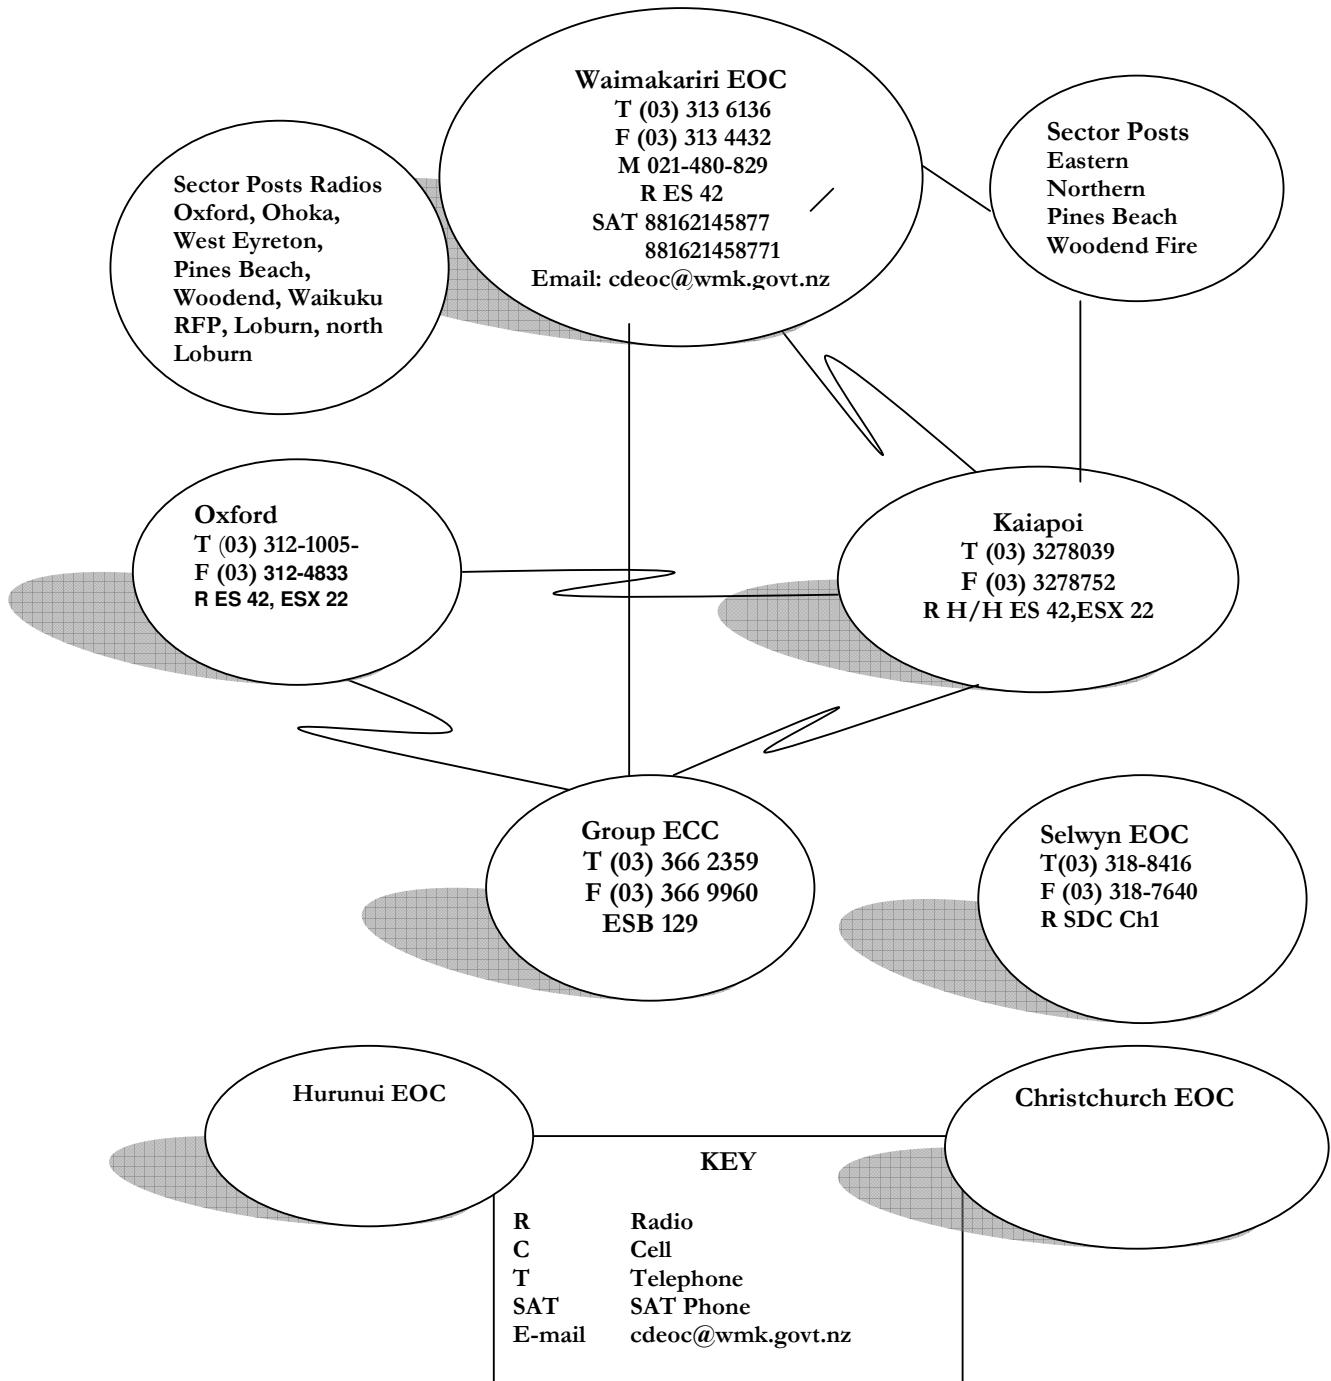 Waimakariri EOC
T (03) 313 6136
F (03) 313 4432
M 021-480-829
R ES 42
SAT 88162145877
881621458771
Email: cdeoc@wmk.govt.nz
Sector Posts Radios
Oxford, Ohoka,
West Eyreton,
Pines Beach,
Woodend, Waikuku
RFP, Loburn, north
Loburn
Sector Posts
Eastern
Northern
Pines Beach
Woodend Fire
Oxford
T (03) 312-1005-
F (03) 312-4833
R ES 42, ESX 22
Kaiapoi
T (03) 3278039
F (03) 3278752
R H/H ES 42,ESX 22
Group ECC
T (03) 366 2359
F (03) 366 9960
ESB 129
Selwyn EOC
T(03) 318-8416
F (03) 318-7640
R SDC Ch1
Hurunui EOC
Christchurch EOC
KEY
R Radio
C Cell
T Telephone
SAT SAT Phone
E-mail cdeoc@wmk.govt.nz